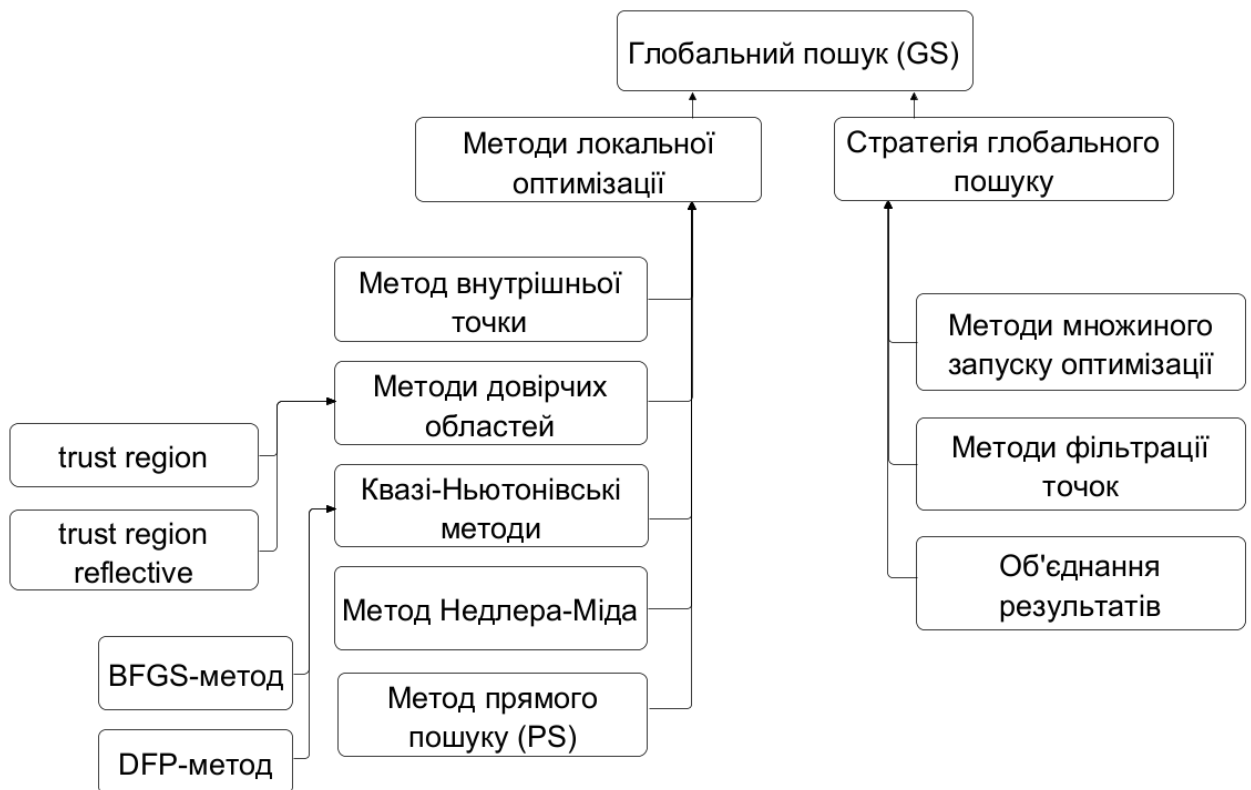 Глобальний пошук (GS)
Методи локальної
оптимізації
Стратегія глобального
пошуку
Метод внутрішньої
точки
Методи множиного
запуску оптимізації
Методи довірчих
областей
trust region
Методи фільтрації
точок
Квазі-Ньютонівські
методи
trust region
reflective
Об'єднання
результатів
Метод Недлера-Міда
BFGS-метод
Метод прямого
пошуку (PS)
DFP-метод